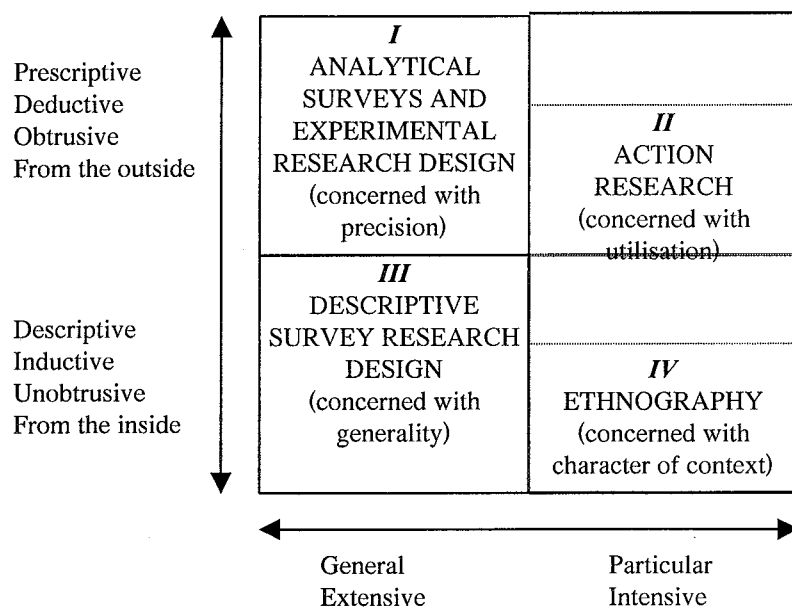 Prescriptive
Deductive
Obtrusive
From the outside
I
ANALYTICAL
SURVEYS AND
EXPERIMENTAL
RESEARCH DESIGN
(concerned with
precision)
II
ACTION
RESEARCH
(concerned with
utilisation)
Descriptive
Inductive
Unobtrusive
From the inside
III
DESCRIPTIVE
SURVEY RESEARCH
DESIGN
(concerned with
generality)
IV
ETHNOGRAPHY
(concerned with
character of context)
General
Extensive
Particular
Intensive